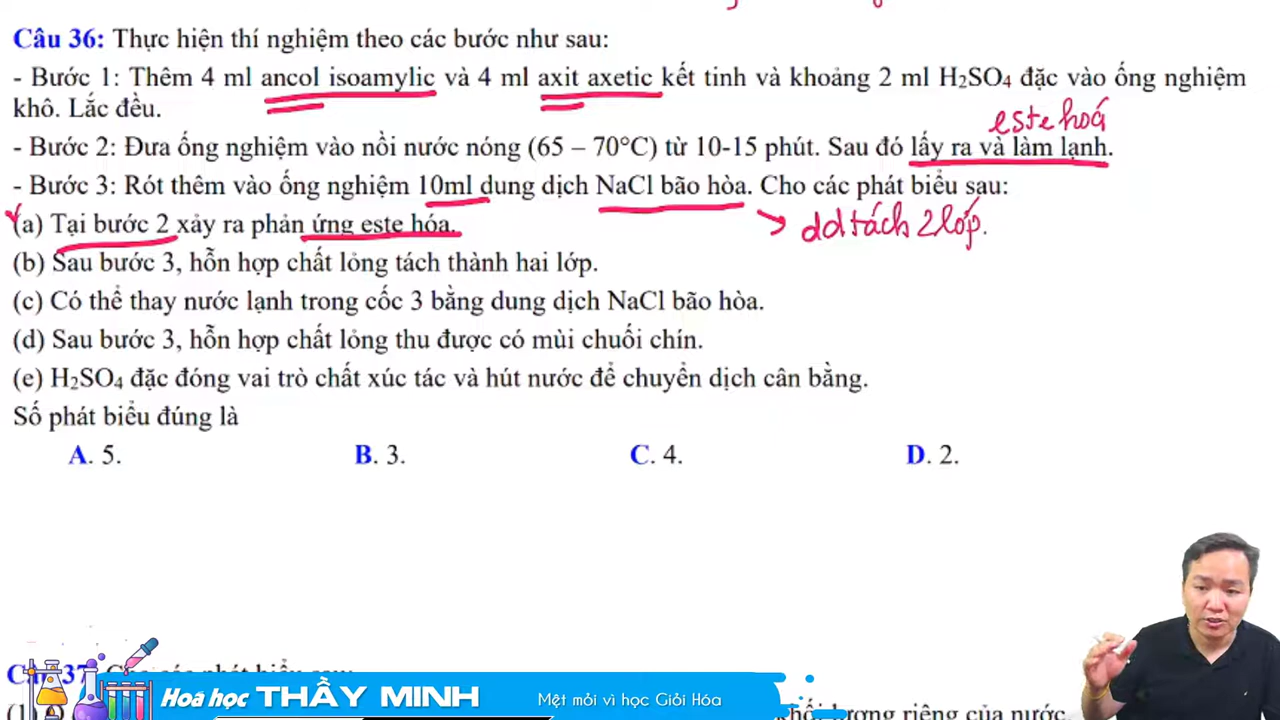 Câu 36: Thực hiện thí nghiệm theo các bước như sau:
- Bước 1: Thêm 4 ml ancol isoamylic và 4 ml axit axetic kết tinh và khoảng 2 ml H₂SO₄ đặc vào ống nghiệm
khô. Lắc đều.
este hoá
- Bước 2: Đưa ống nghiệm vào nồi nước nóng (65 – 70°C) từ 10-15 phút. Sau đó lấy ra và làm lạnh.
- Bước 3: Rót thêm vào ống nghiệm 10ml dung dịch NaCl bão hòa. Cho các phát biểu sau:
(a) Tại bước 2 xảy ra phản ứng este hóa.
dd tách 2 lớp.
(b) Sau bước 3, hỗn hợp chất lỏng tách thành hai lớp.
(c) Có thể thay nước lạnh trong cốc 3 bằng dung dịch NaCl bão hòa.
(d) Sau bước 3, hỗn hợp chất lỏng thu được có mùi chuối chín.
(e) H₂SO₄ đặc đóng vai trò chất xúc tác và hút nước để chuyển dịch cân bằng.
Số phát biểu đúng là
A. 5. B. 3. C. 4. D. 2.
Hoá học THẦY MINH Mệt mỏi vì học Giỏi Hóa
lượng riêng của nước.